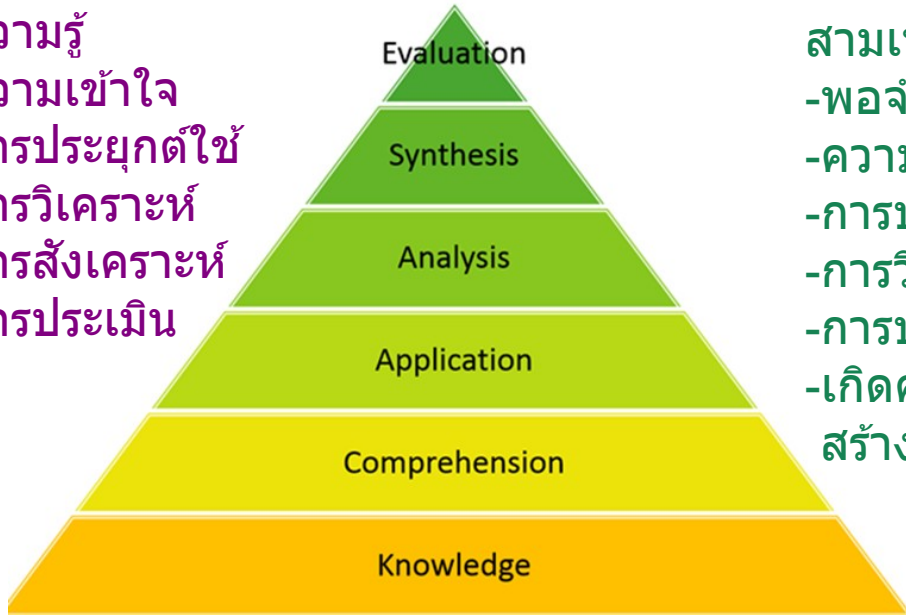 วามรู้
วามเข้าใจ
ารประยุกต์ใช้
ารวิเคราะห์
ารสังเคราะห์
ารประเมิน
Evaluation
Synthesis
Analysis
Application
Comprehension
Knowledge
สามเ
-พอจ
-ความ
-การ
-การว
-การ
-เกิด
สร้าง